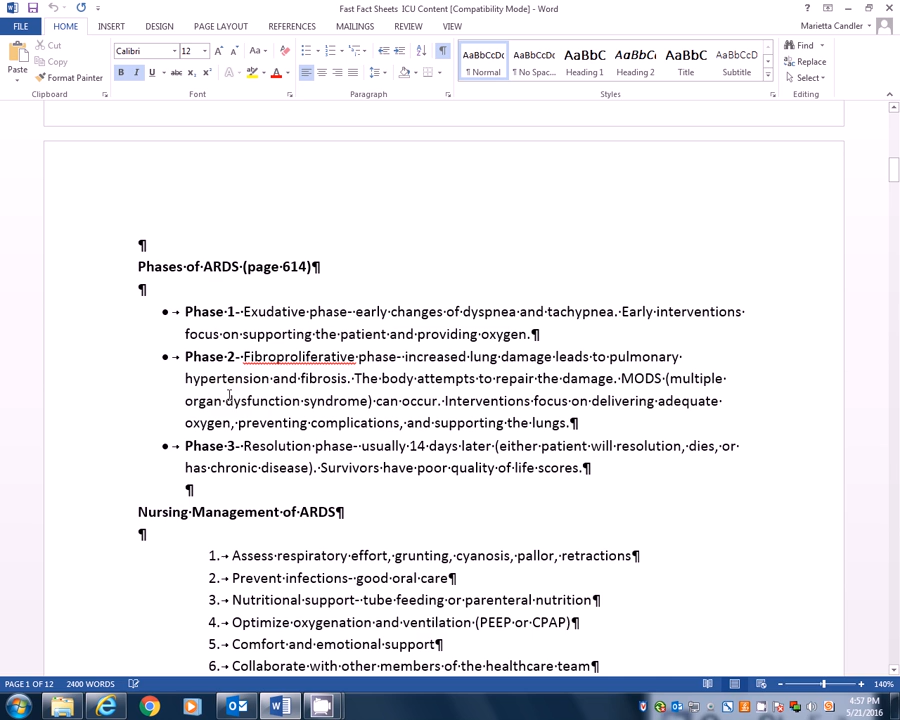 Fast Fact Sheets ICU Content [Compatibility Mode] - Word
FILE HOME INSERT DESIGN PAGE LAYOUT REFERENCES MAILINGS REVIEW VIEW Marietta Candler
Cut
Copy
Format Painter
Paste
Calibri 12
Find
Replace
Select
AaBbCcDc AaBbCcDc AaBbC AaBbCc AaBbC AaBbCcD
¶ Normal ¶ No Spac... Heading 1 Heading 2 Title Subtitle
Clipboard Font Paragraph Styles Editing
¶
Phases of ARDS (page 614)¶
¶
Phase 1- Exudative phase- early changes of dyspnea and tachypnea. Early interventions
focus on supporting the patient and providing oxygen.¶
Phase 2- Fibroproliferative phase- increased lung damage leads to pulmonary
hypertension and fibrosis. The body attempts to repair the damage. MODS (multiple
organ dysfunction syndrome) can occur. Interventions focus on delivering adequate
oxygen, preventing complications, and supporting the lungs.¶
Phase 3- Resolution phase- usually 14 days later (either patient will resolution, dies, or
has chronic disease). Survivors have poor quality of life scores.¶
¶
Nursing Management of ARDS¶
¶
1. Assess respiratory effort, grunting, cyanosis, pallor, retractions¶
2. Prevent infections- good oral care¶
3. Nutritional support- tube feeding or parenteral nutrition¶
4. Optimize oxygenation and ventilation (PEEP or CPAP)¶
5. Comfort and emotional support¶
6. Collaborate with other members of the healthcare team¶
PAGE 1 OF 12 2400 WORDS 140%
4:57 PM
5/21/2016